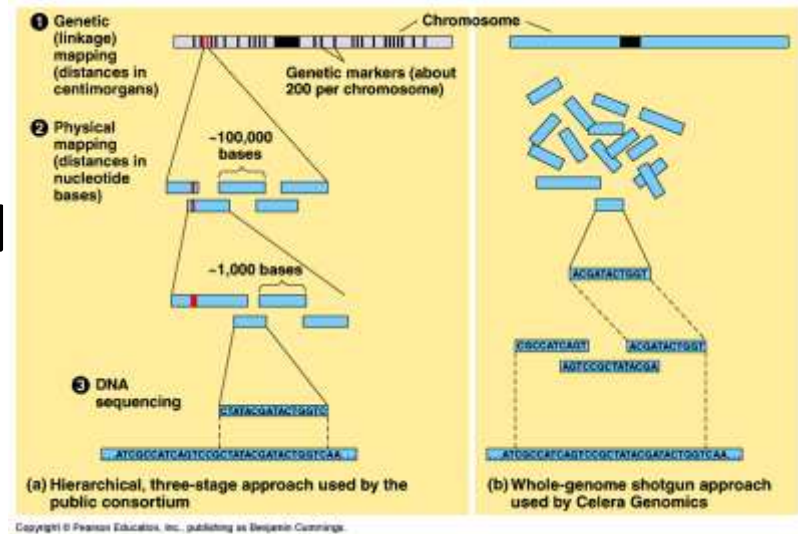 1 Genetic
(linkage)
mapping
(distances in
centimorgans)
Chromosome
Genetic markers (about
200 per chromosome)
2 Physical
mapping
(distances in
nucleotide
bases)
~100,000
bases
~1,000 bases
3 DNA
sequencing
CTATACGATACTGGTC
..ATCGCCATCAGTCCGCTATACGATACTGGTCAA...
(a) Hierarchical, three-stage approach used by the
public consortium
ACGATACTGGT
CGCCATCAGT
ACGATACTGGT
AGTCCGCTATACGA
...ATCGCCATCAGTCCGCTATACGATACTGGTCAA...
(b) Whole-genome shotgun approach
used by Celera Genomics
Copyright © Pearson Education, Inc., publishing as Benjamin Cummings.